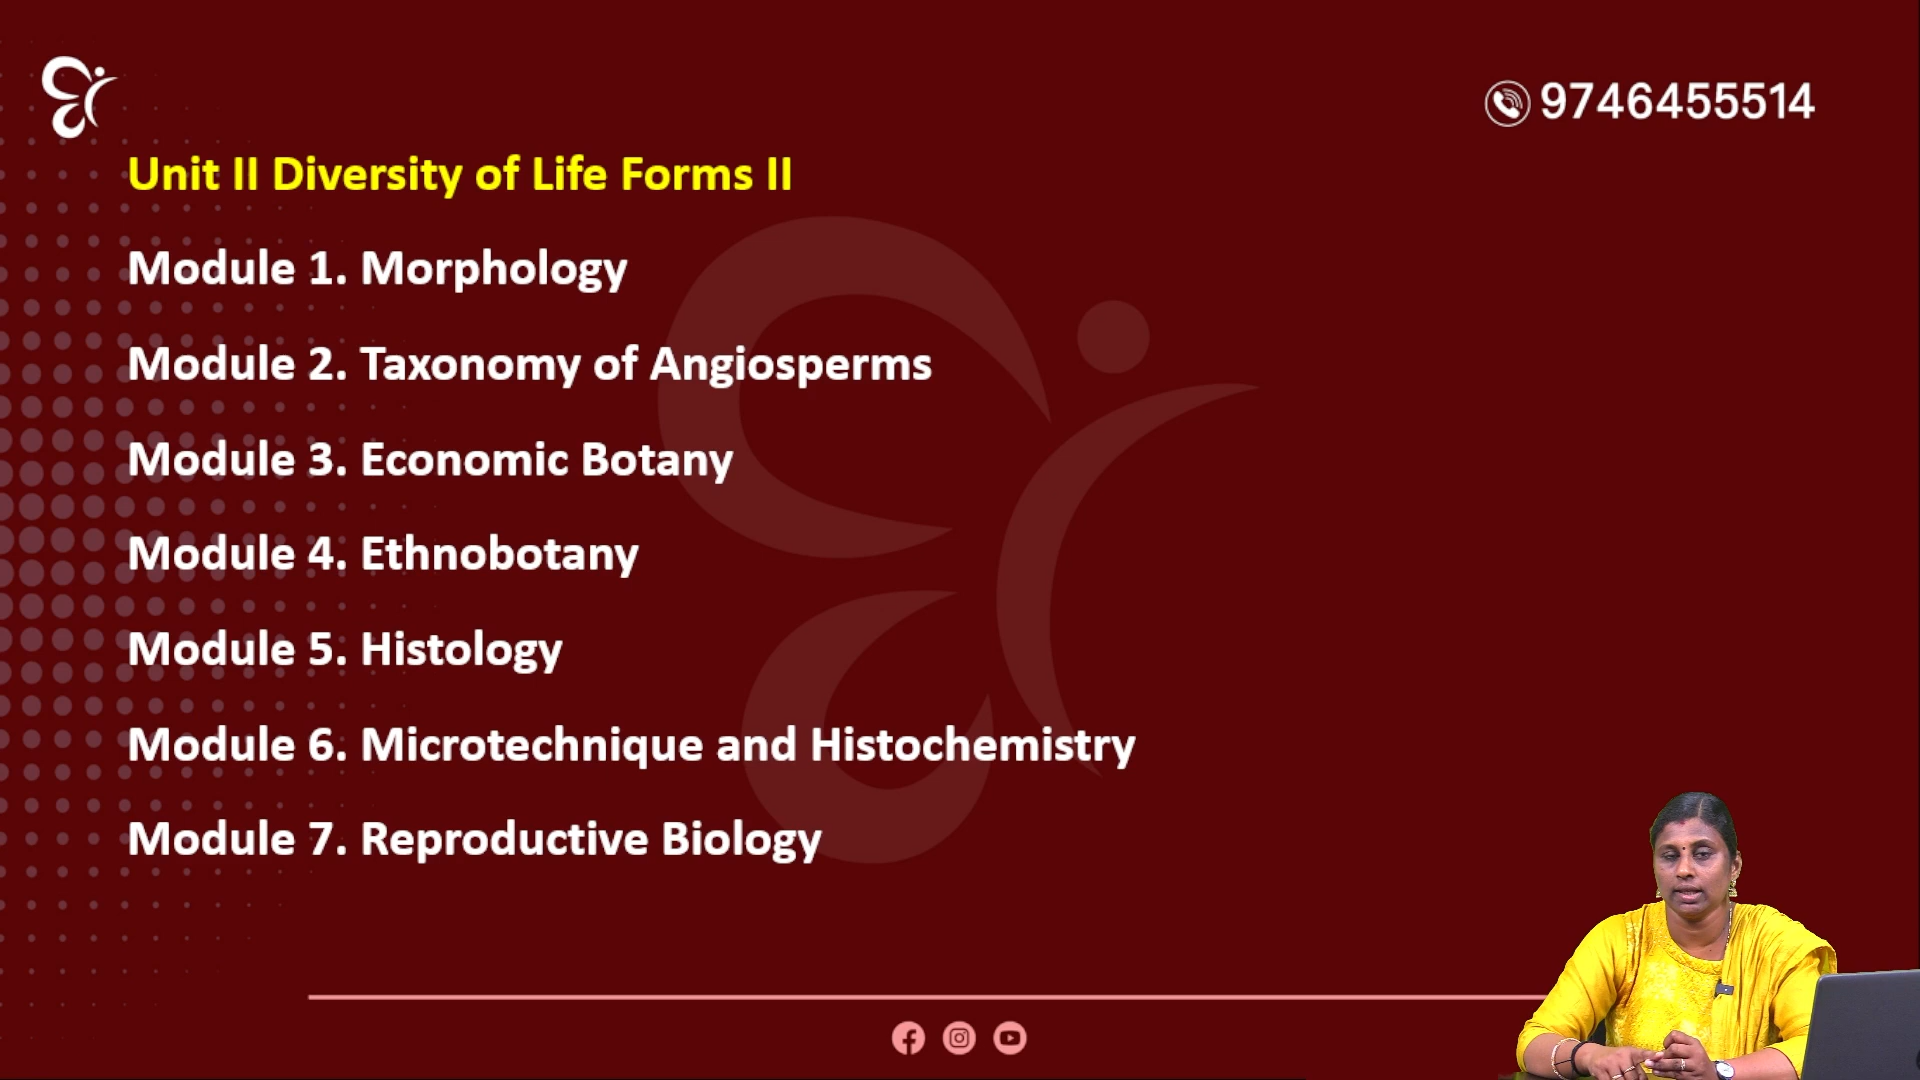 9746455514
Unit II Diversity of Life Forms II
Module 1. Morphology
Module 2. Taxonomy of Angiosperms
Module 3. Economic Botany
Module 4. Ethnobotany
Module 5. Histology
Module 6. Microtechnique and Histochemistry
Module 7. Reproductive Biology